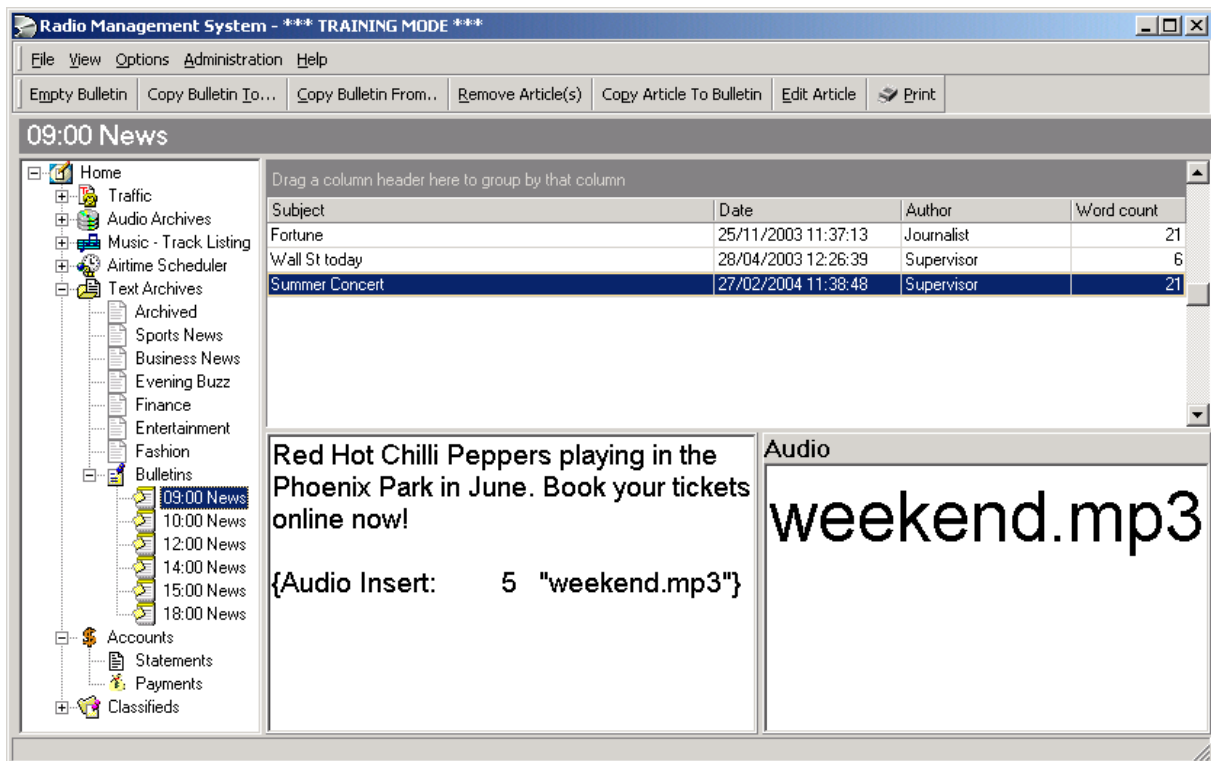 Radio Management System - *** TRAINING MODE ***
File View Options Administration Help
Empty Bulletin Copy Bulletin To... Copy Bulletin From.. Remove Article(s) Copy Article To Bulletin Edit Article Print
09:00 News
Home
Traffic
Audio Archives
Music - Track Listing
Airtime Scheduler
Text Archives
Archived
Sports News
Business News
Evening Buzz
Finance
Entertainment
Fashion
Bulletins
09:00 News
10:00 News
12:00 News
14:00 News
15:00 News
18:00 News
Accounts
Statements
Payments
Classifieds
Drag a column header here to group by that column
Subject Date Author Word count
Fortune 25/11/2003 11:37:13 Journalist 21
Wall St today 28/04/2003 12:26:39 Supervisor 6
Summer Concert 27/02/2004 11:38:48 Supervisor 21
Red Hot Chilli Peppers playing in the
Phoenix Park in June. Book your tickets
online now!
{Audio Insert: 5 "weekend.mp3"}
Audio
weekend.mp3